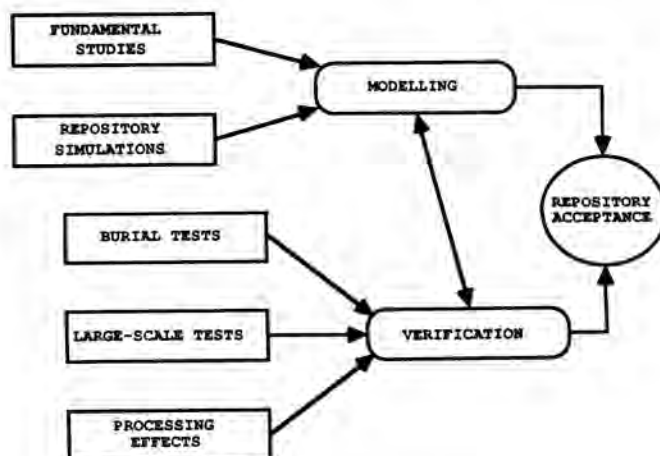 FUNDAMENTAL
STUDIES
MODELLING
REPOSITORY
SIMULATIONS
REPOSITORY
ACCEPTANCE
BURIAL TESTS
LARGE-SCALE TESTS
VERIFICATION
PROCESSING
EFFECTS